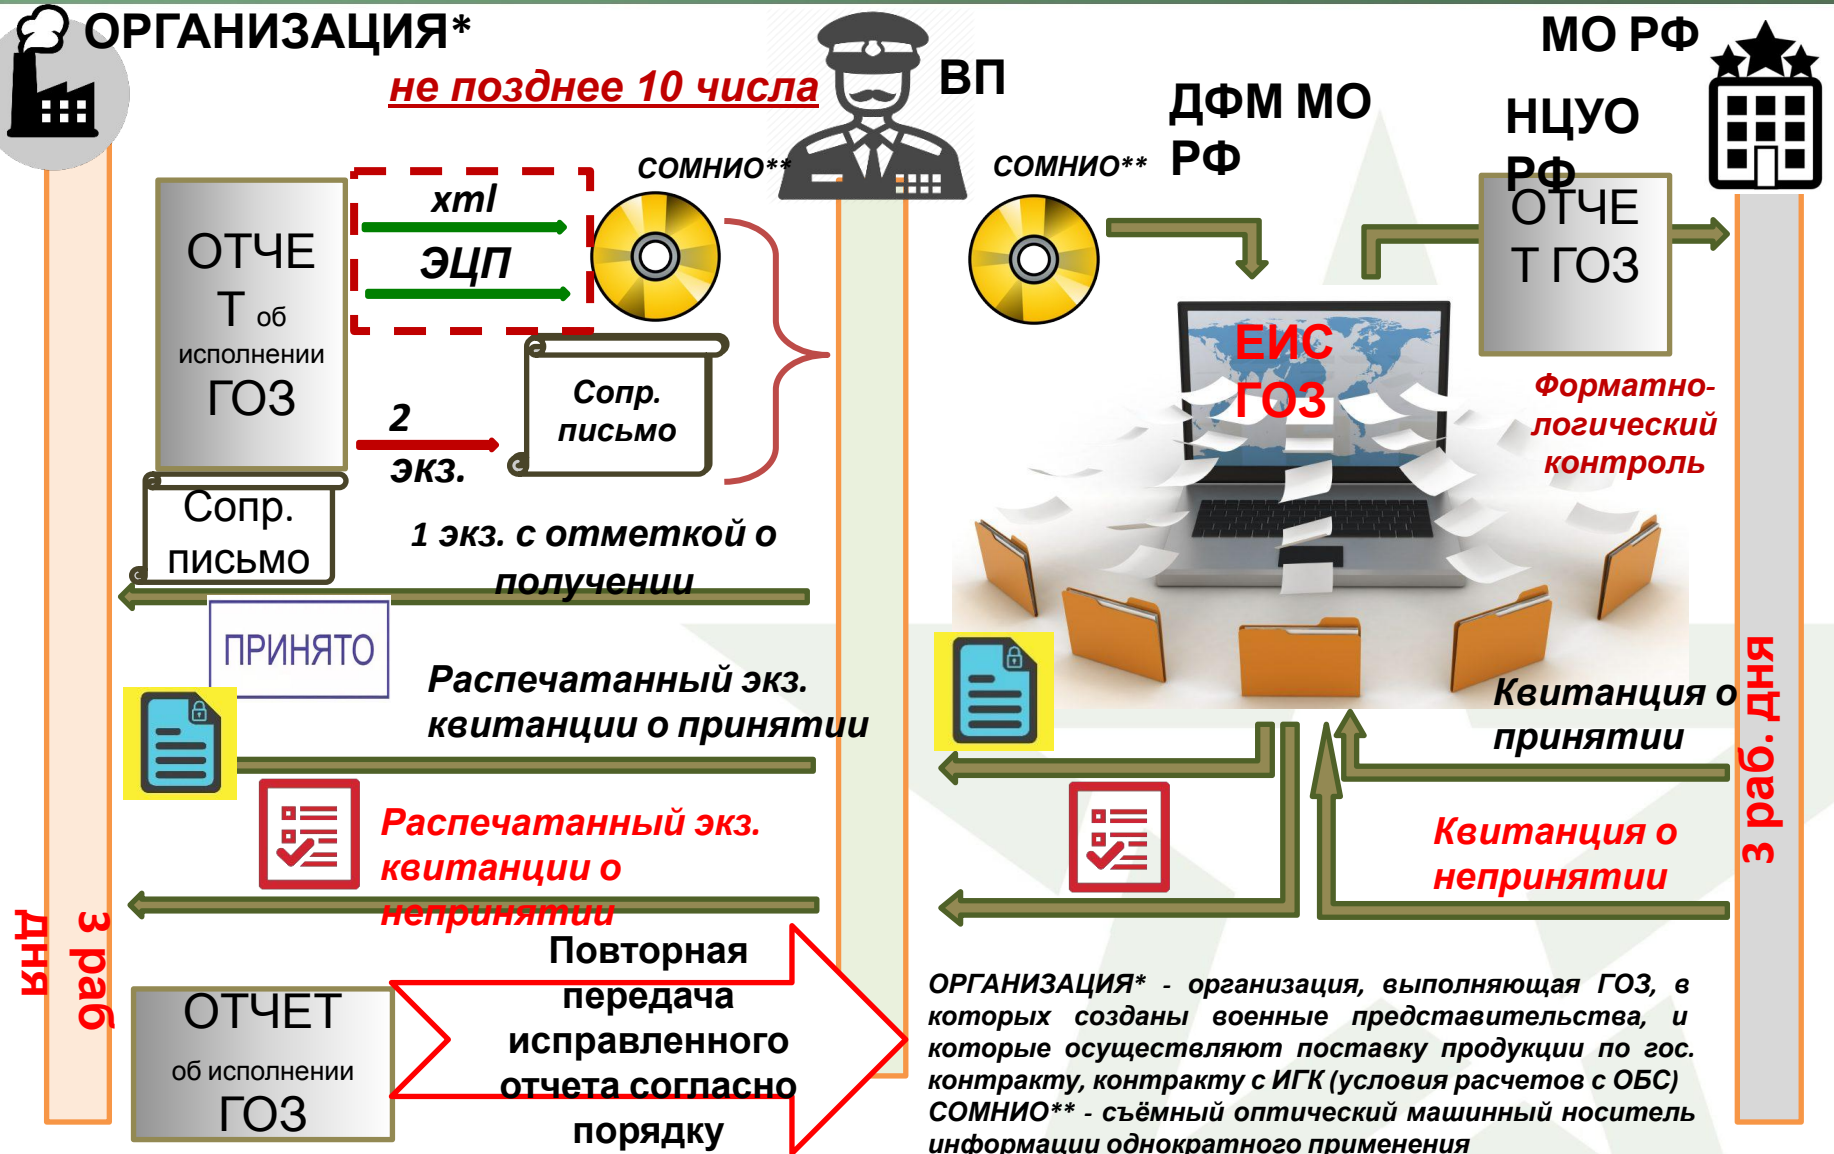 ОРГАНИЗАЦИЯ*
не позднее 10 числа
ВП
ДФМ МО
РФ
МО РФ
НЦУО
РФ
СОМНИО**
СОМНИО**
xml
ЭЦП
ОТЧЕ
Т об
исполнении
ГОЗ
2
экз.
Сопр.
письмо
Сопр.
письмо
ОТЧЕ
Т ГОЗ
ЕИС
ГОЗ
Форматно-
логический
контроль
1 экз. с отметкой о
получении
ПРИНЯТО
Распечатанный экз.
квитанции о принятии
Квитанция о
принятии
3 раб. дня
Распечатанный экз.
квитанции о
непринятии
Квитанция о
непринятии
3 раб
дня
ОТЧЕТ
об исполнении
ГОЗ
Повторная
передача
исправленного
отчета согласно
порядку
ОРГАНИЗАЦИЯ* - организация, выполняющая ГОЗ, в
которых созданы военные представительства, и
которые осуществляют поставку продукции по гос.
контракту, контракту с ИГК (условия расчетов с ОБС)
СОМНИО** - съёмный оптический машинный носитель
информации однократного применения